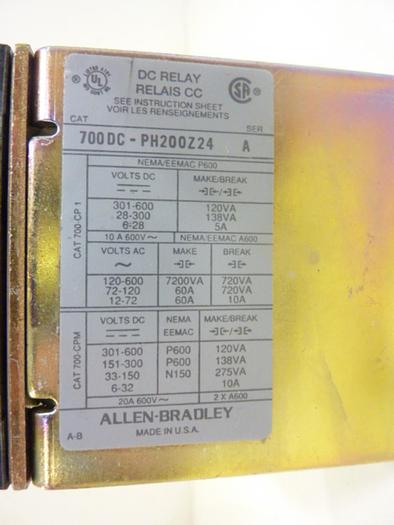 LISTED
UL
DC RELAY
RELAIS CC
SEE INSTRUCTION SHEET
VOIR LES RENSEIGNEMENTS
CAT SER
700DC-PH200Z24 A
NEMA/EEMAC P600
CAT 700-CP1
VOLTS DC MAKE/BREAK
301-600 120VA
28-300 138VA
6-28 5A
10 A 600V~ NEMA/EEMAC A600
VOLTS AC MAKE BREAK
~
120-600 7200VA 720VA
72-120 60A 720VA
12-72 60A 10A
CAT 700-CPM
VOLTS DC NEMA MAKE/BREAK
EEMAC
301-600 P600 120VA
151-300 P600 138VA
33-150 N150 275VA
6-32 10A
20A 600V~ 2 X A600
ALLEN-BRADLEY
A-B MADE IN U.S.A.